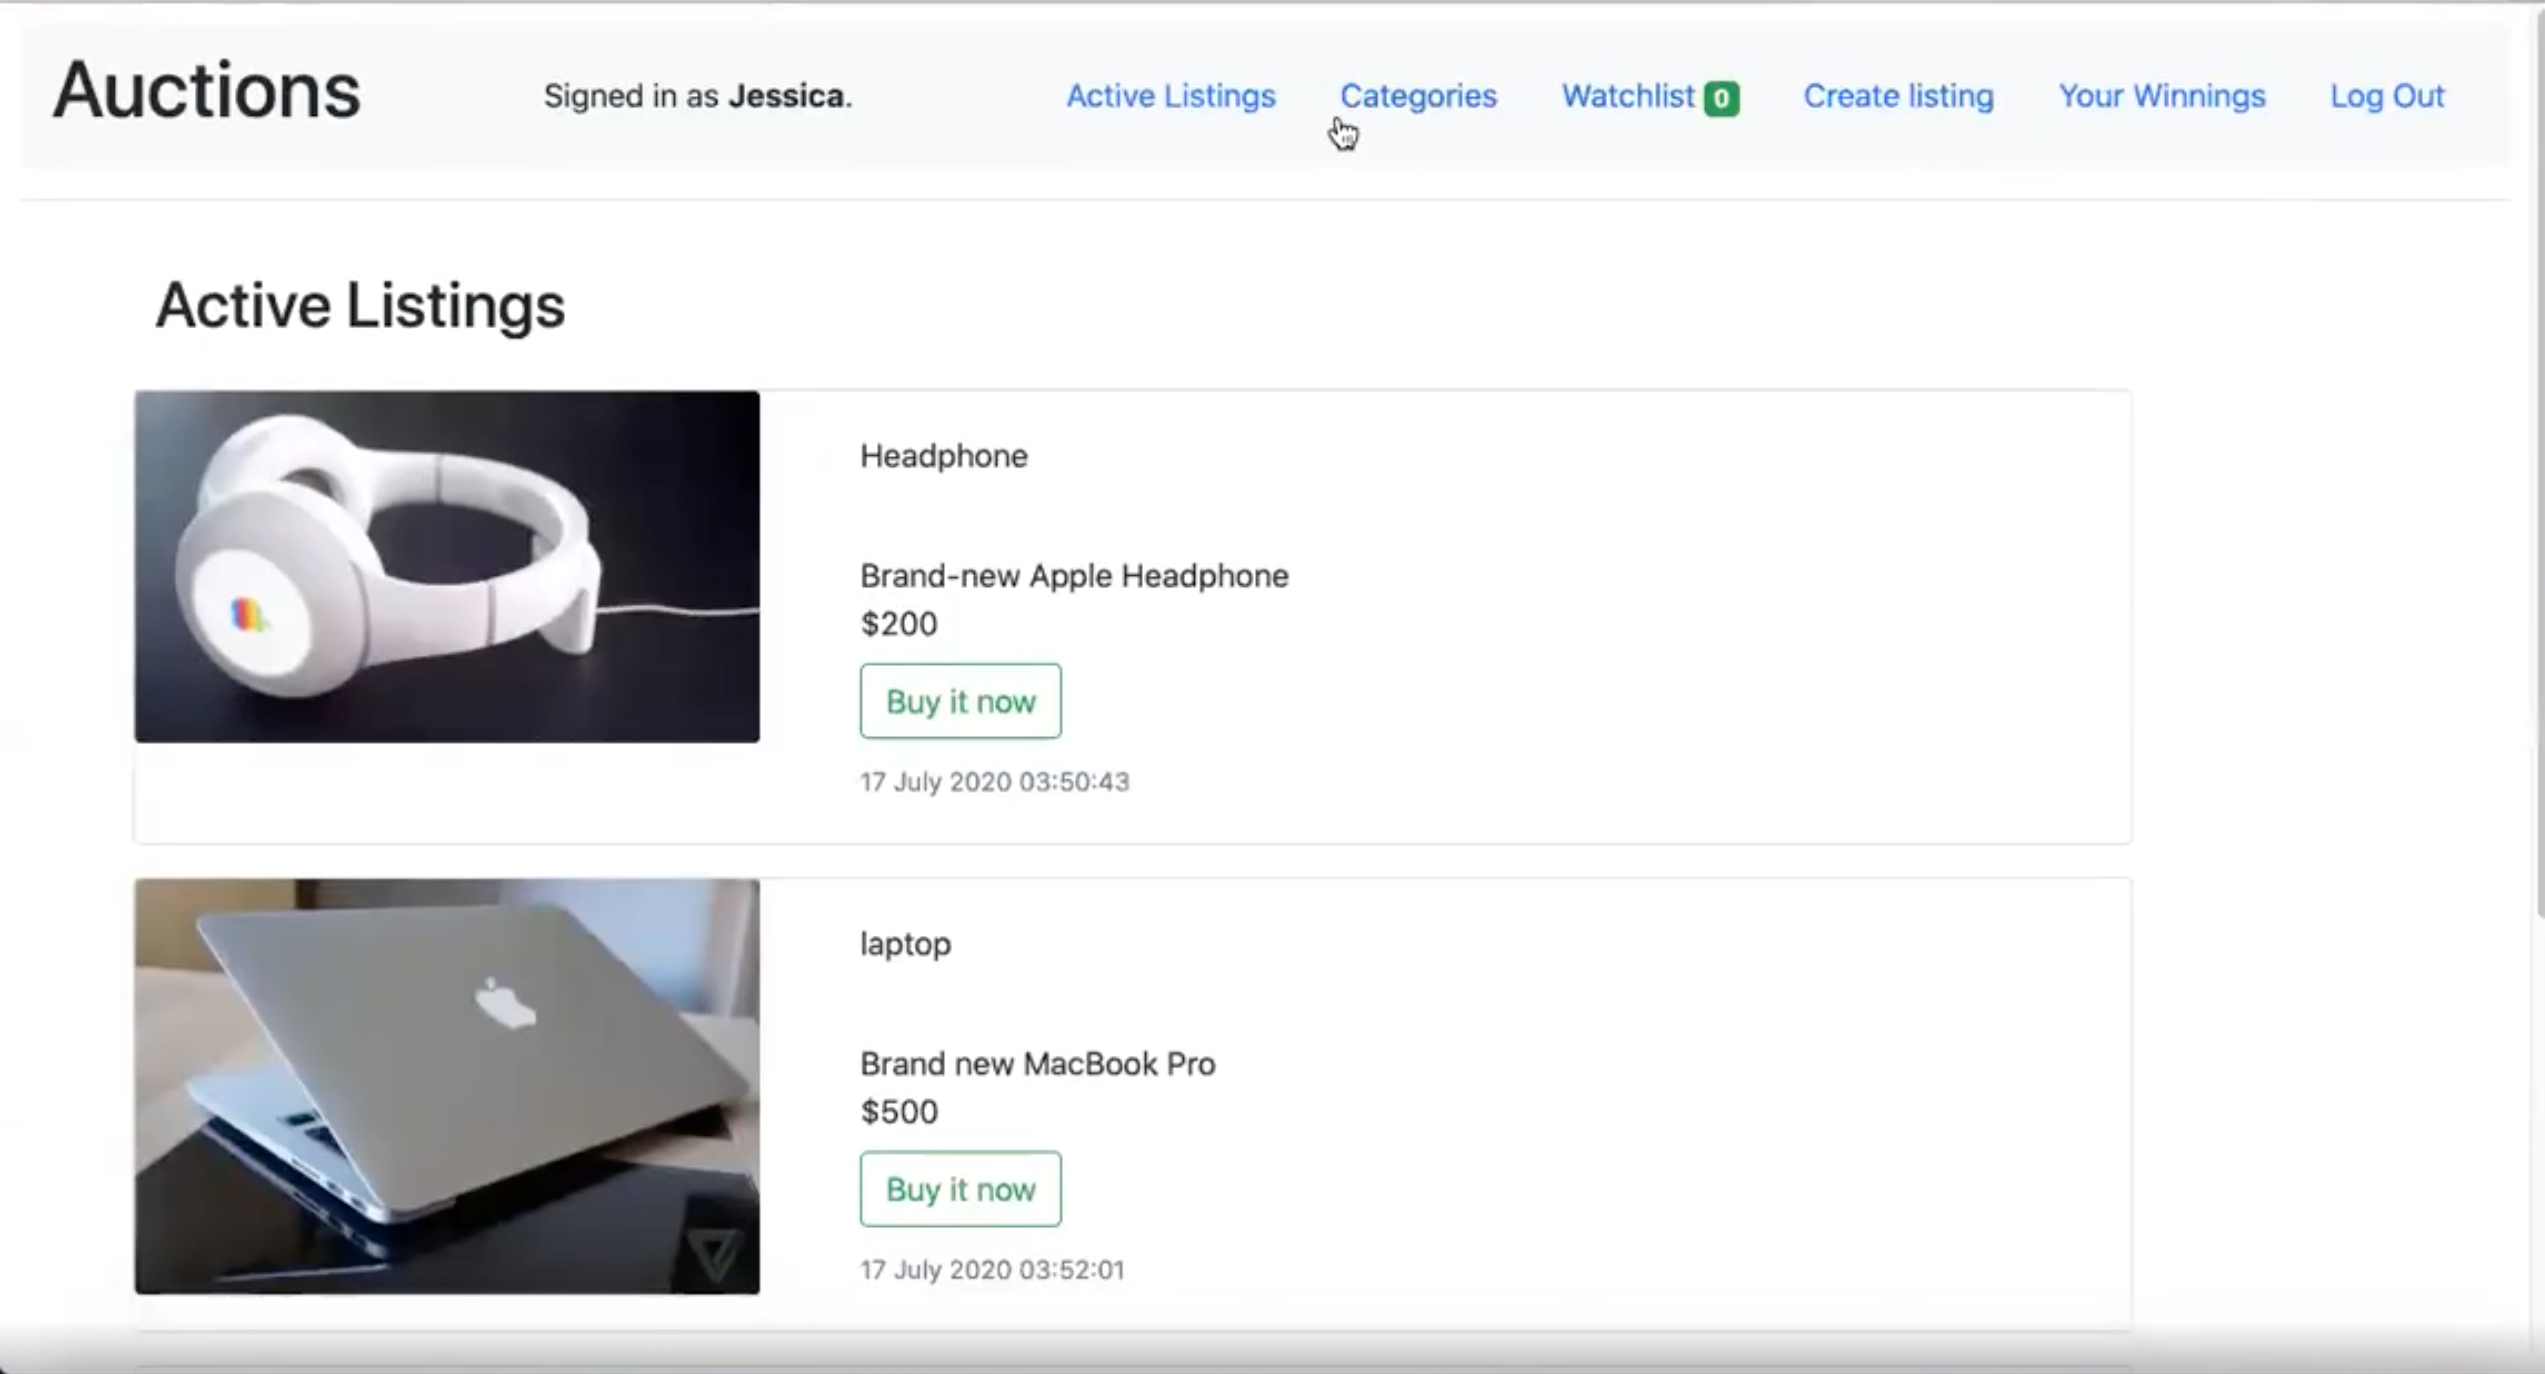 Auctions
Signed in as Jessica.
Active Listings
Categories
Watchlist 0
Create listing
Your Winnings
Log Out
Active Listings
Headphone
Brand-new Apple Headphone
$200
Buy it now
17 July 2020 03:50:43
laptop
Brand new MacBook Pro
$500
Buy it now
17 July 2020 03:52:01